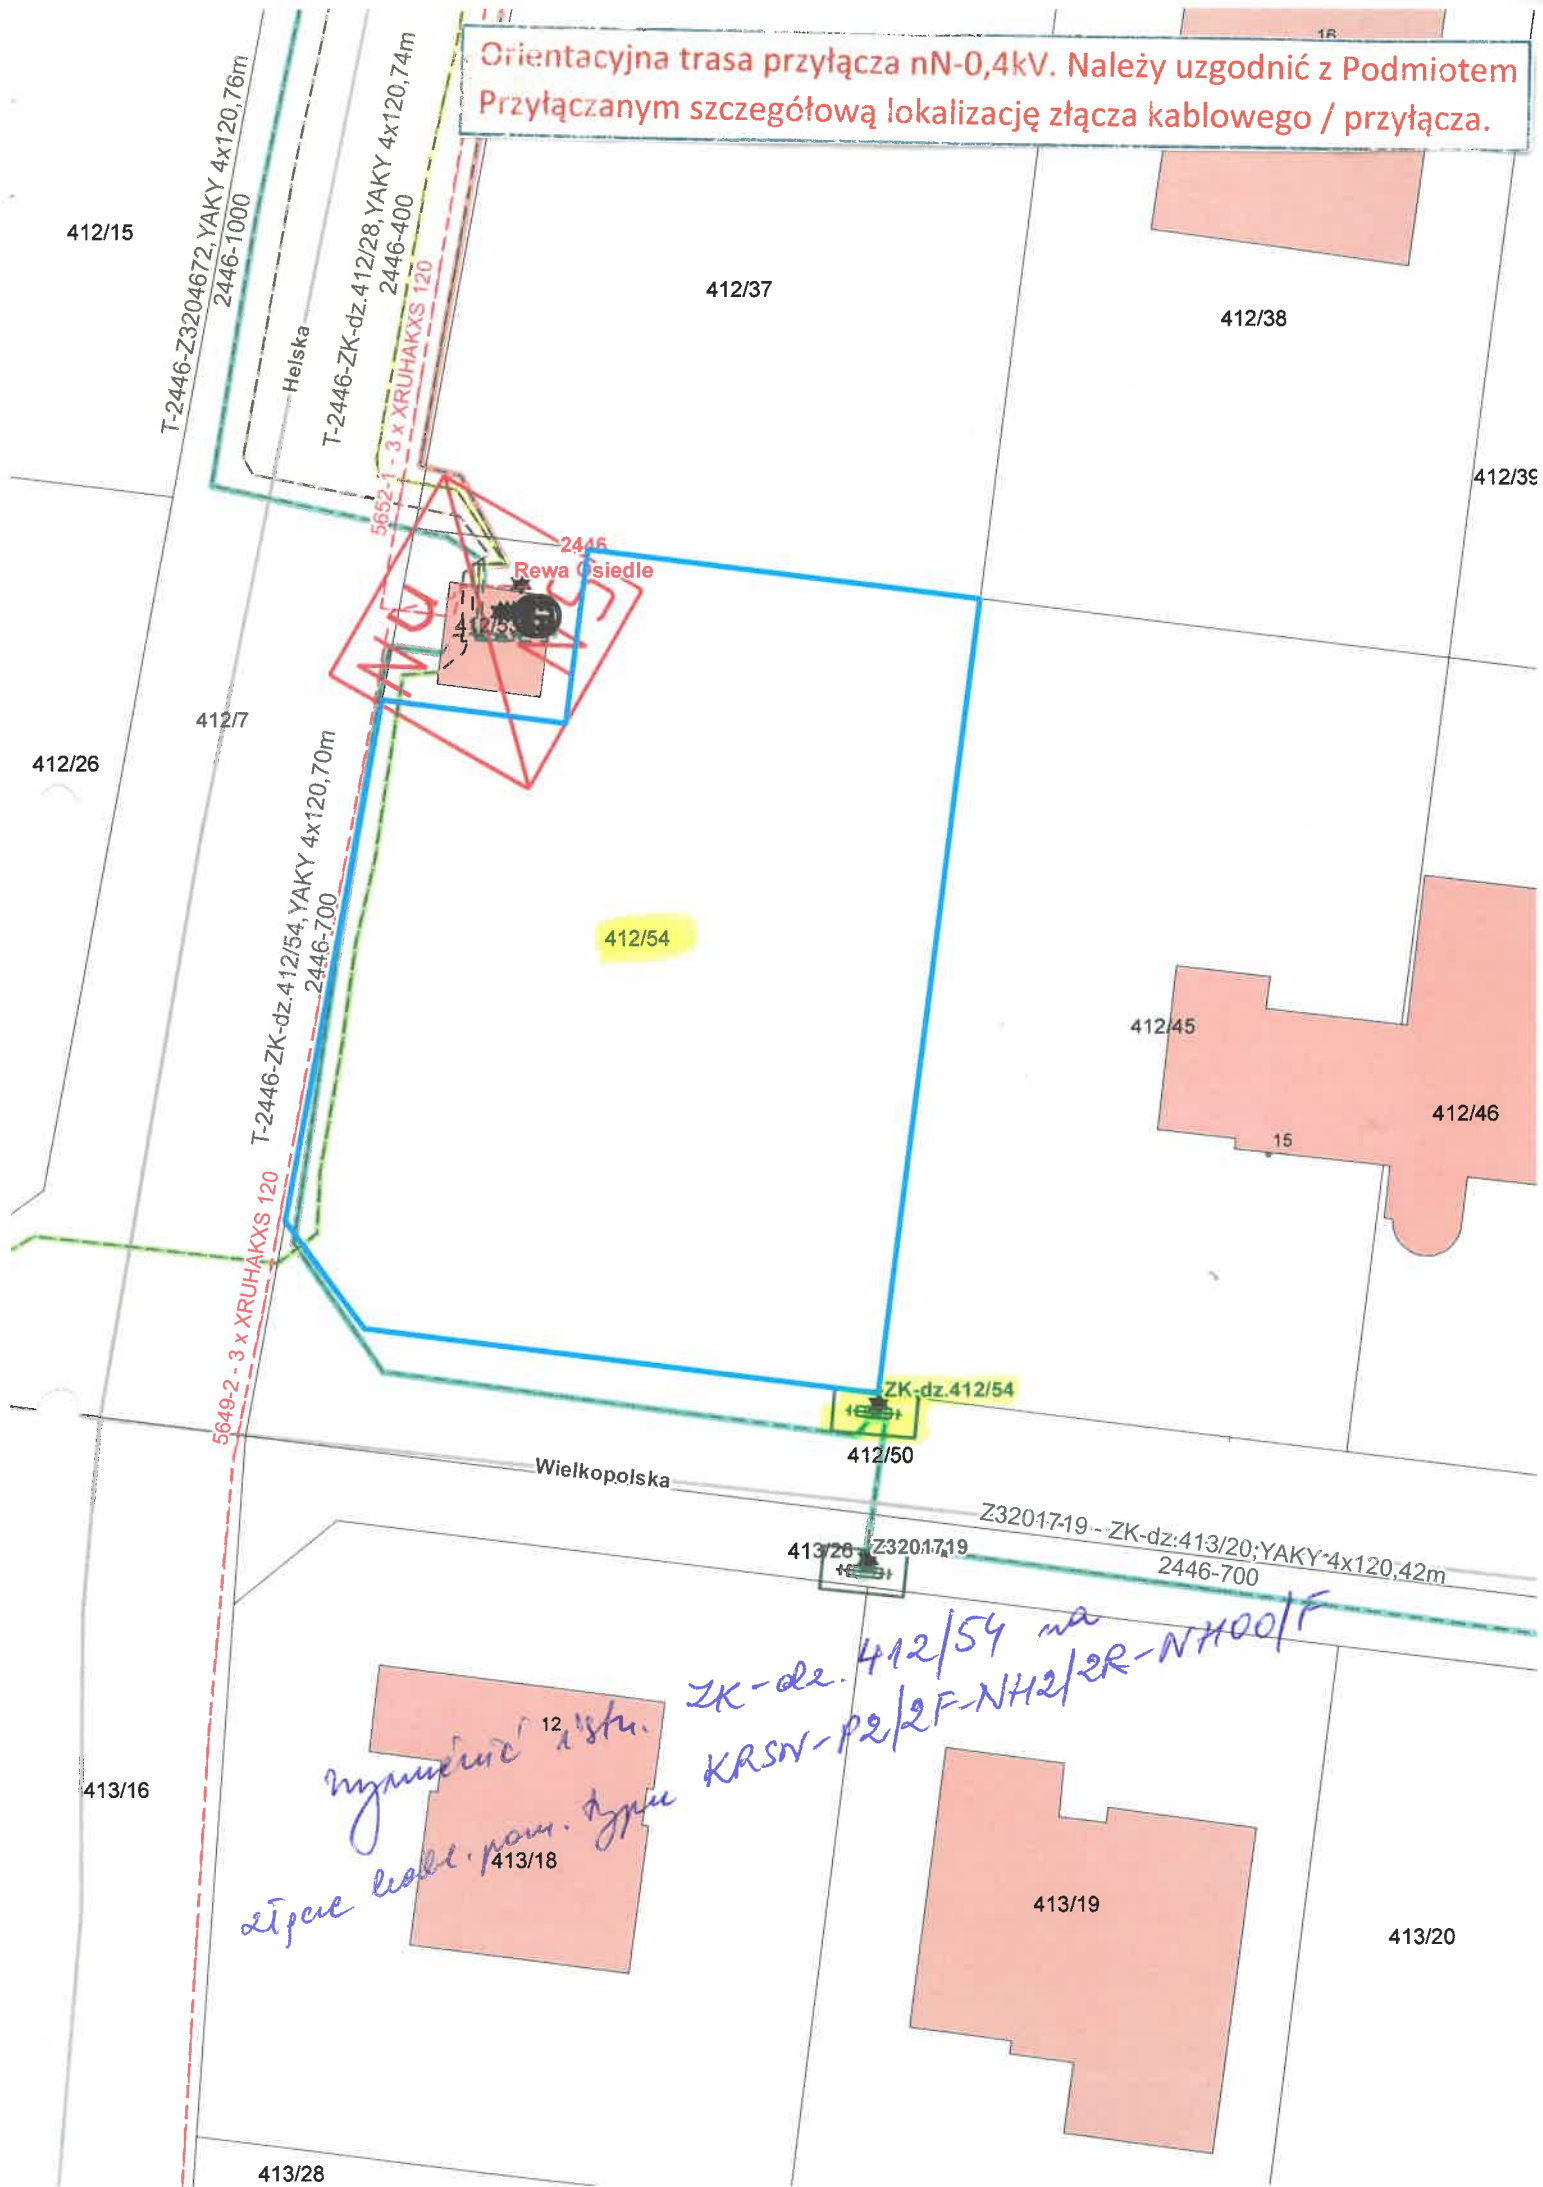 16
Orientacyjna trasa przyłącza nN-0,4kV. Należy uzgodnić z Podmiotem
Przyłączanym szczegółową lokalizację złącza kablowego / przyłącza.
T-2446-Z3204672,YAKY 4x120,76m
2446-1000
Helska
T-2446-ZK-dz.412/28,YAKY 4x120,74m
2446-400
5652-1 - 3 x XRUHAKXS 120
412/15
412/37
412/38
412/39
2446
Rewa Osiedle
412/53
412/7
412/26
T-2446-ZK-dz.412/54,YAKY 4x120,70m
2446-700
412/54
412/45
412/46
15
5649-2 - 3 x XRUHAKXS 120
ZK-dz.412/54
412/50
Wielkopolska
Z3201719 - ZK-dz.413/20;YAKY 4x120,42m
2446-700
413/26
Z3201719
wymienić istn. ZK-dz. 412/54 na
złącze kabl. pom. typu KRSN-P2/2F-NH2/2R-NH00/F
12
413/16
413/18
413/19
413/20
413/28